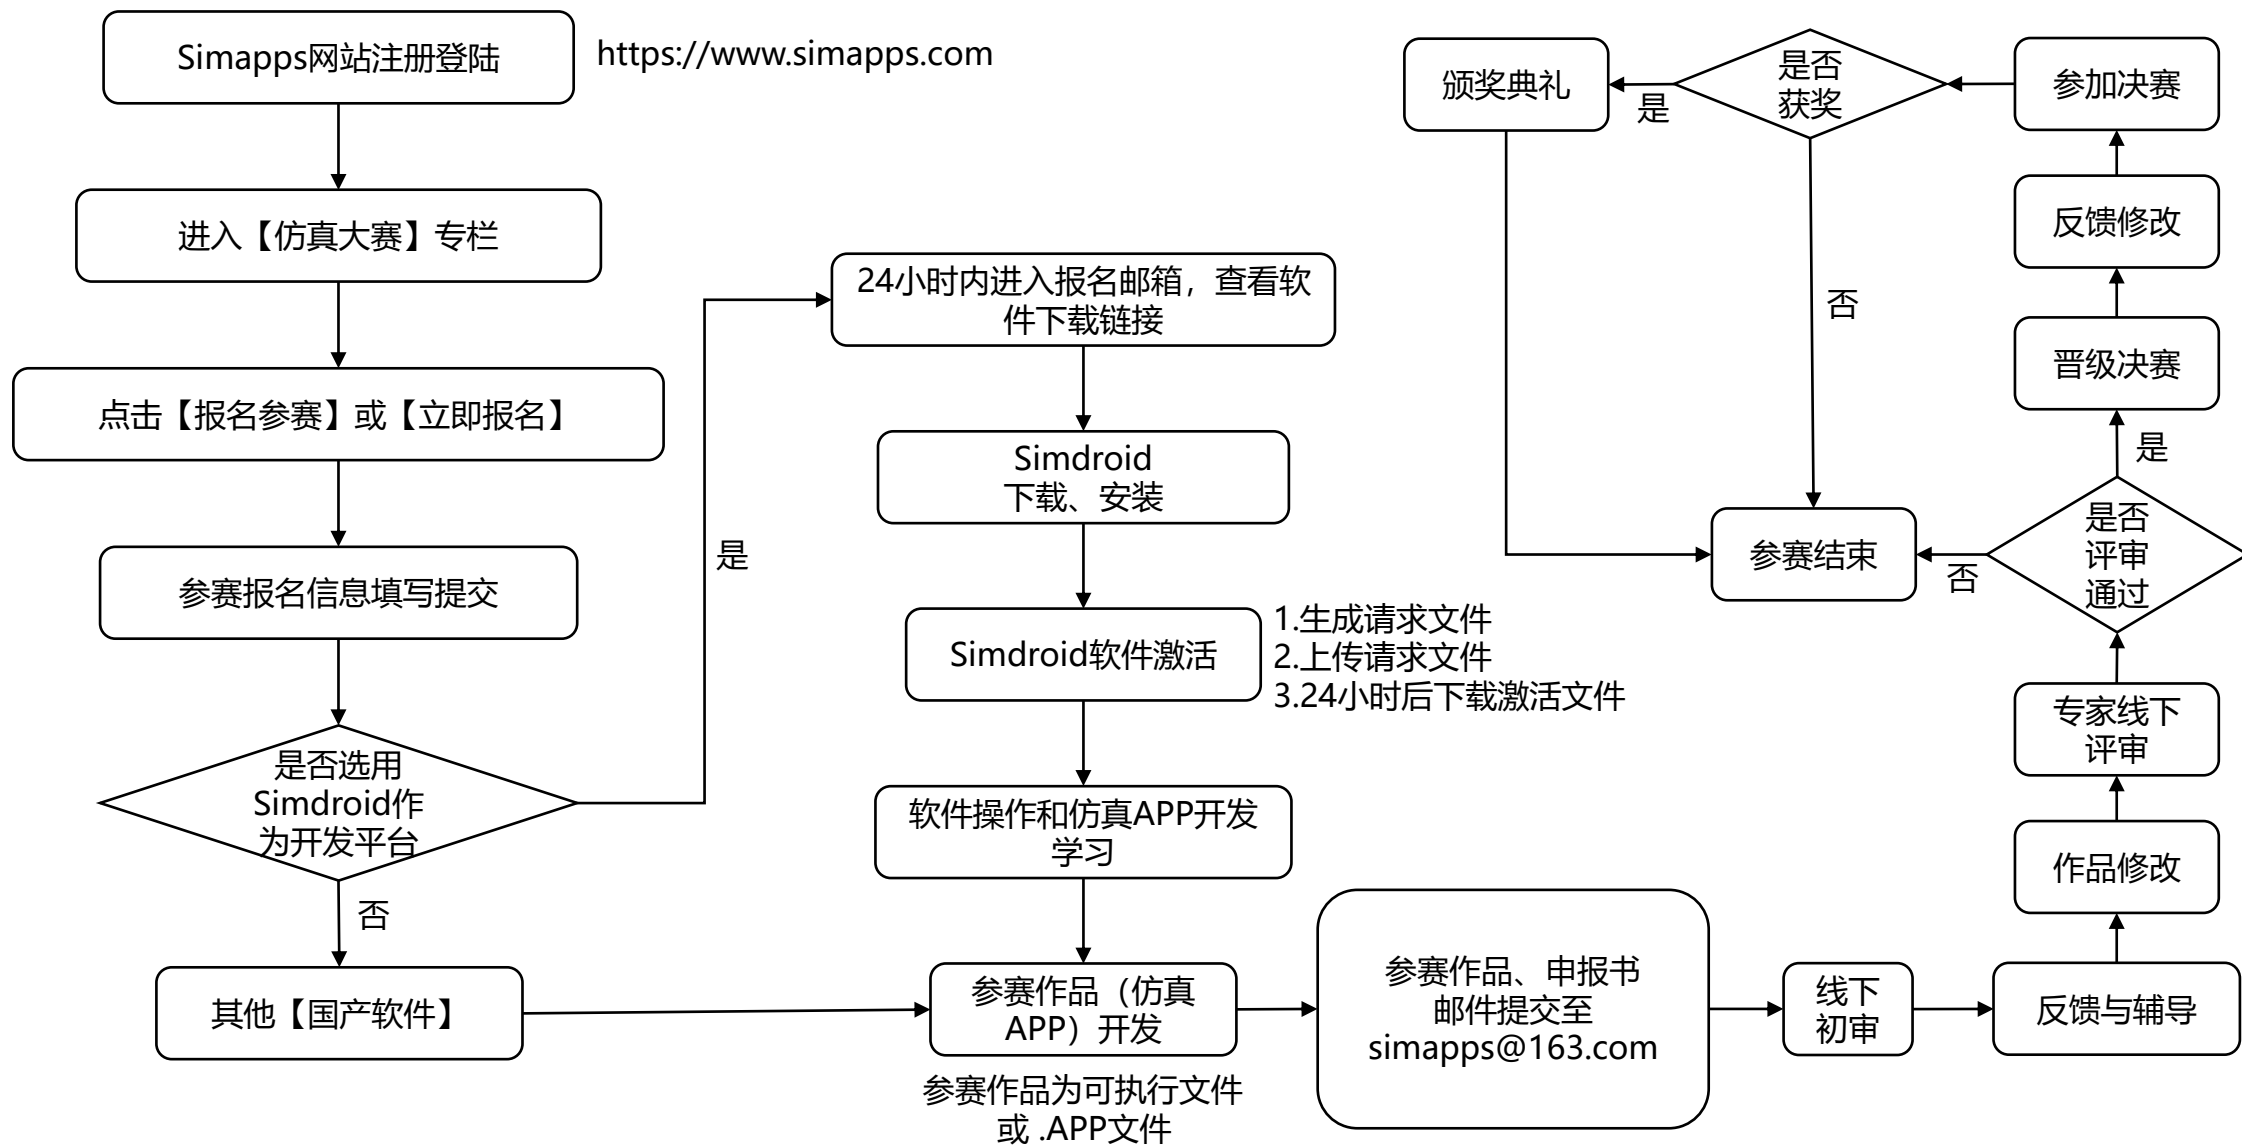 Simapps网站注册登陆
https://www.simapps.com
进入【仿真大赛】专栏
点击【报名参赛】或【立即报名】
参赛报名信息填写提交
是否选用
Simdroid作
为开发平台
是
否
其他【国产软件】
24小时内进入报名邮箱，查看软
件下载链接
Simdroid
下载、安装
Simdroid软件激活
1.生成请求文件
2.上传请求文件
3.24小时后下载激活文件
软件操作和仿真APP开发
学习
参赛作品（仿真
APP）开发
参赛作品为可执行文件
或 .APP文件
参赛作品、申报书
邮件提交至
simapps@163.com
线下
初审
反馈与辅导
作品修改
专家线下
评审
是否
评审
通过
是
否
晋级决赛
反馈修改
参加决赛
是否
获奖
是
否
颁奖典礼
参赛结束